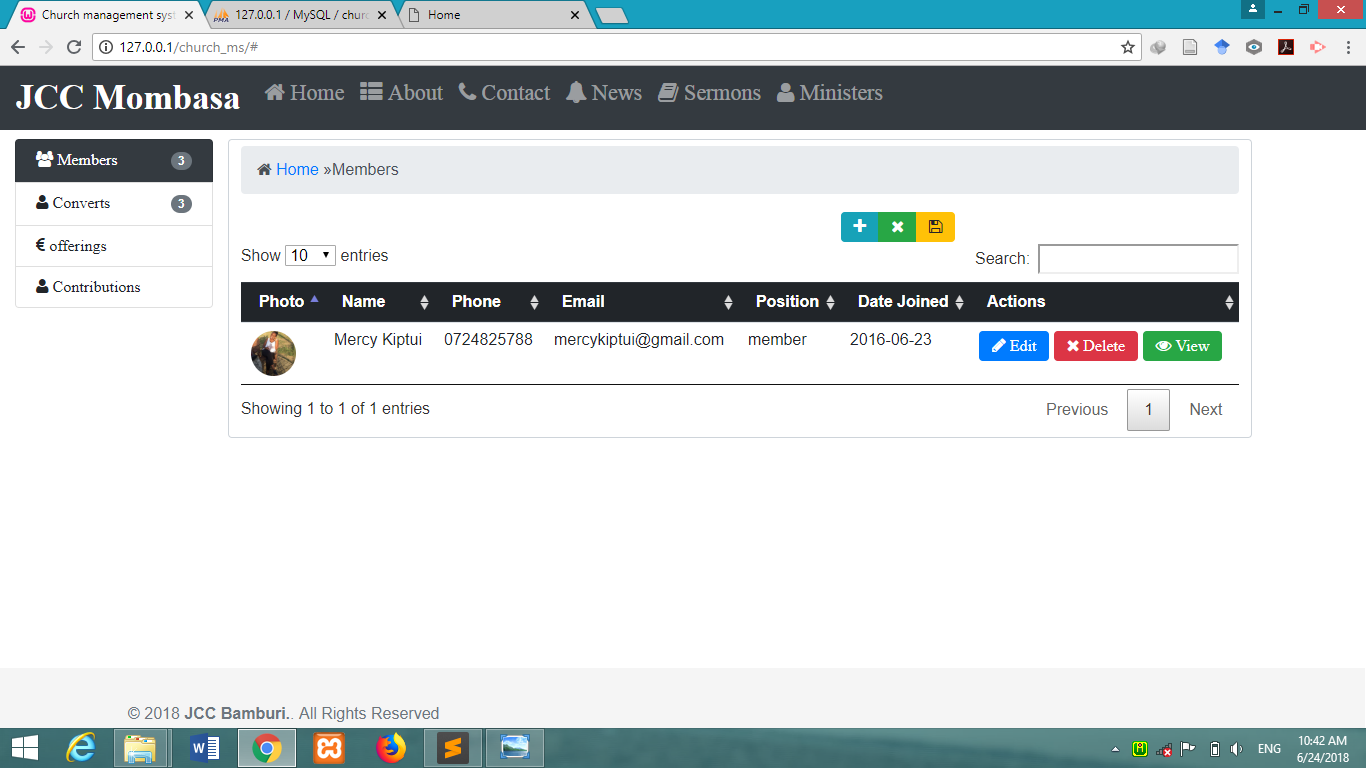 Church management syst
127.0.0.1 / MySQL / churc
Home
127.0.0.1/church_ms/#
JCC Mombasa Home About Contact News Sermons Ministers
Members 3
Converts 3
€ offerings
Contributions
Home »Members
Show 10 entries
Search:
Photo Name Phone Email Position Date Joined Actions
Mercy Kiptui 0724825788 mercykiptui@gmail.com member 2016-06-23 Edit Delete View
Showing 1 to 1 of 1 entries
Previous 1 Next
© 2018 JCC Bamburi.. All Rights Reserved
ENG
10:42 AM
6/24/2018